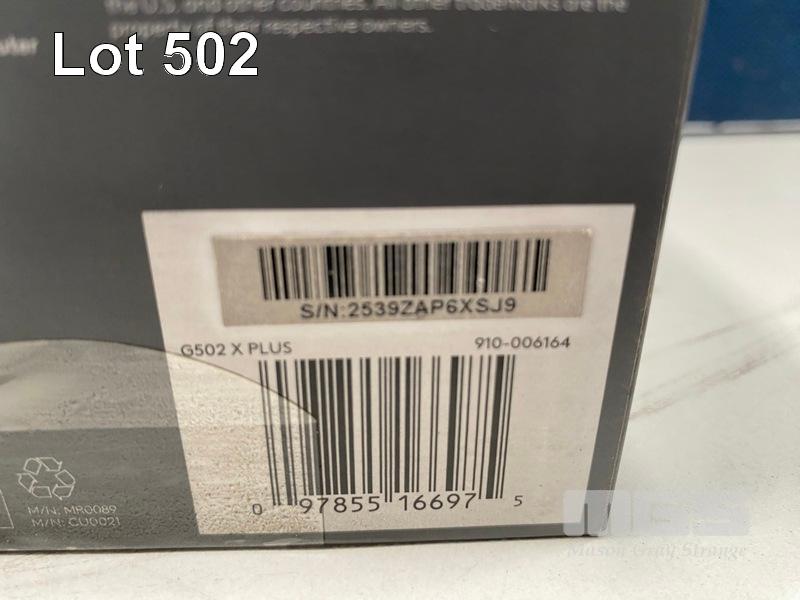 the U.S. and other countries. All other trademarks are the
property of their respective owners.
Lot 502
S/N:2539ZAP6XSJ9
G502 X PLUS 910-006164
0 97855 16697 5
M/N: MR0089
M/N: CU0021
MGS
Mason Gray Strange